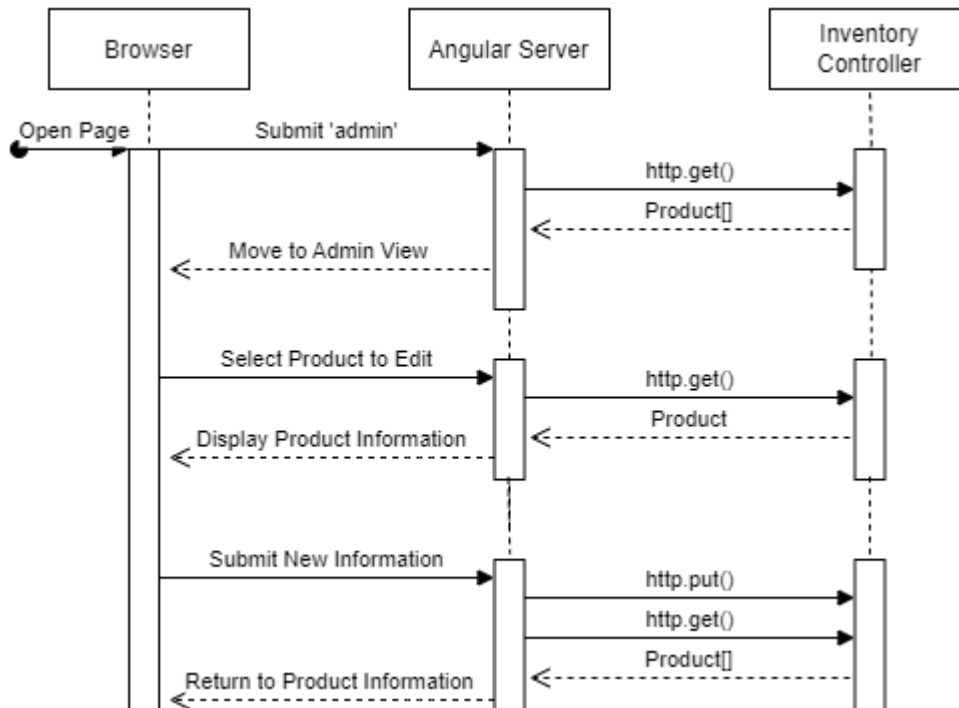 Browser
Angular Server
Inventory
Controller
Open Page
Submit 'admin'
http.get()
Product[]
Move to Admin View
Select Product to Edit
http.get()
Product
Display Product Information
Submit New Information
http.put()
http.get()
Product[]
Return to Product Information